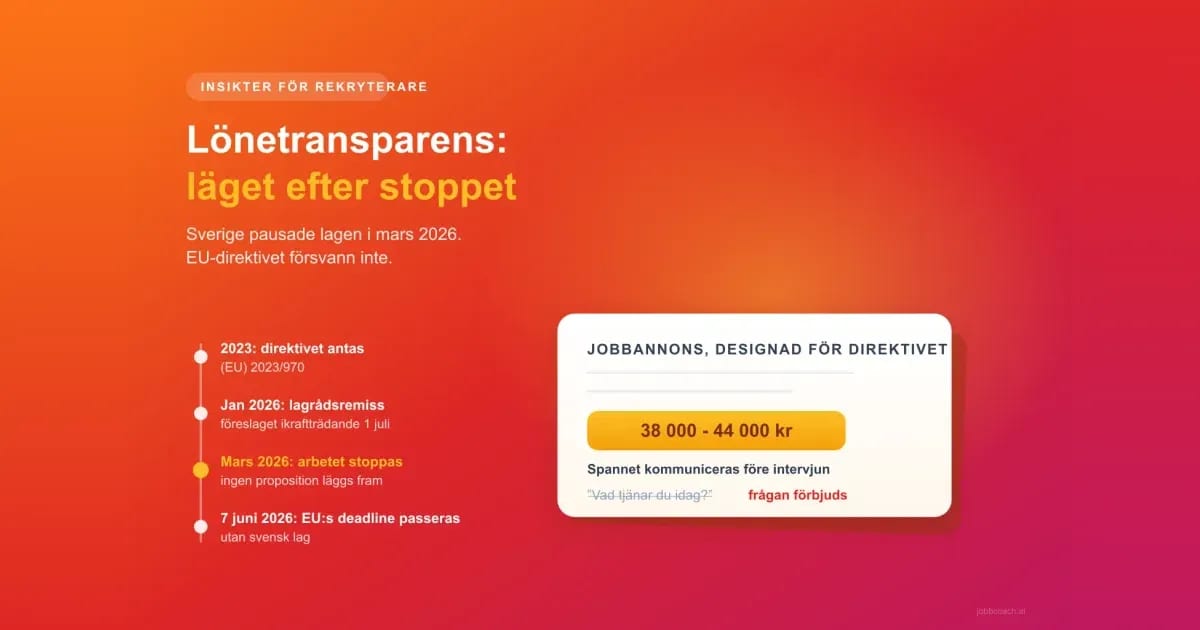 INSIKTER FÖR REKRYTERARE
Lönetransparens:
läget efter stoppet
Sverige pausade lagen i mars 2026.
EU-direktivet försvann inte.
2023: direktivet antas
(EU) 2023/970
Jan 2026: lagrådsremiss
föreslaget ikraftträdande 1 juli
Mars 2026: arbetet stoppas
ingen proposition läggs fram
7 juni 2026: EU:s deadline passeras
utan svensk lag
JOBBANNONS, DESIGNAD FÖR DIREKTIVET
38 000 - 44 000 kr
Spannet kommuniceras före intervjun
"Vad tjänar du idag?" frågan förbjuds